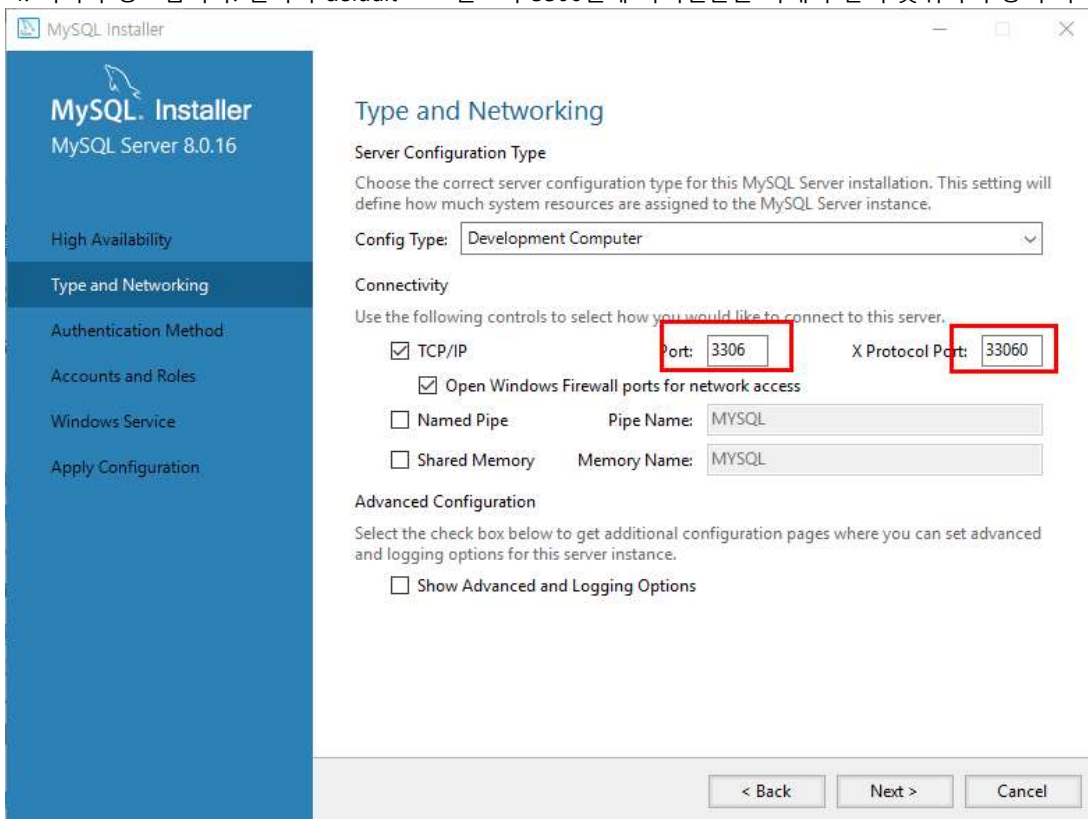 default
MySQL Installer
MySQL. Installer
MySQL Server 8.0.16
High Availability
Type and Networking
Authentication Method
Accounts and Roles
Windows Service
Apply Configuration
Type and Networking
Server Configuration Type
Choose the correct server configuration type for this MySQL Server installation. This setting will
define how much system resources are assigned to the MySQL Server instance.
Config Type: Development Computer
Connectivity
Use the following controls to select how you would like to connect to this server.
TCP/IP Port: 3306 X Protocol Port: 33060
Open Windows Firewall ports for network access
Named Pipe Pipe Name: MYSQL
Shared Memory Memory Name: MYSQL
Advanced Configuration
Select the check box below to get additional configuration pages where you can set advanced
and logging options for this server instance.
Show Advanced and Logging Options
< Back Next > Cancel